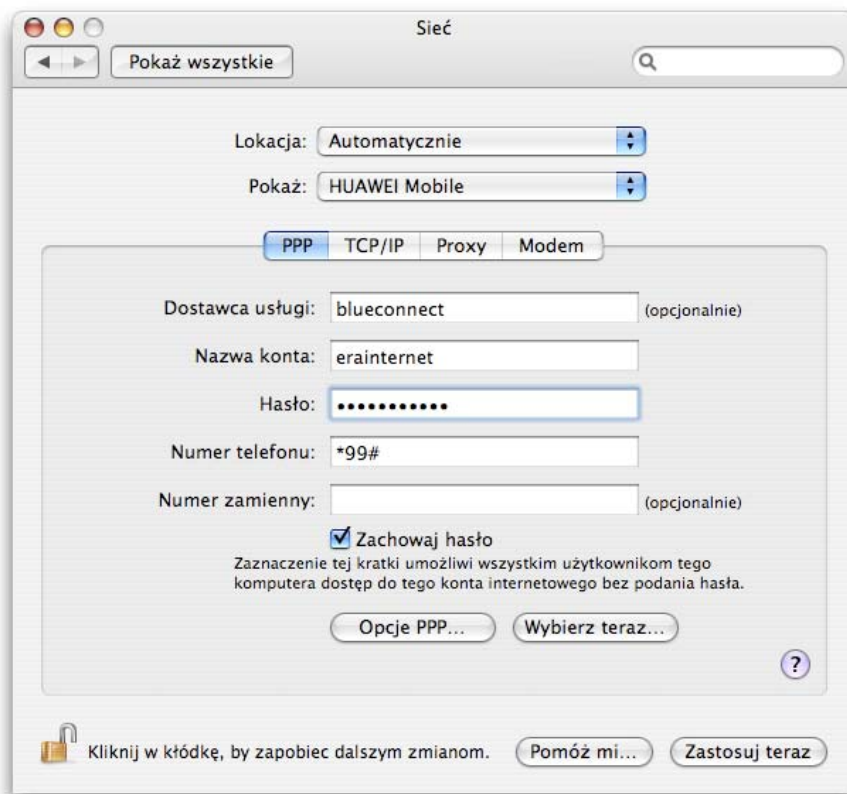 Sieć
Pokaż wszystkie
Lokacja: Automatycznie
Pokaż: HUAWEI Mobile
PPP TCP/IP Proxy Modem
Dostawca usługi: blueconnect (opcjonalnie)
Nazwa konta: erainternet
Hasło: •••••••••••
Numer telefonu: *99#
Numer zamienny: (opcjonalnie)
Zachowaj hasło
Zaznaczenie tej kratki umożliwi wszystkim użytkownikom tego
komputera dostęp do tego konta internetowego bez podania hasła.
Opcje PPP... Wybierz teraz...
?
Kliknij w kłódkę, by zapobiec dalszym zmianom. Pomóż mi... Zastosuj teraz